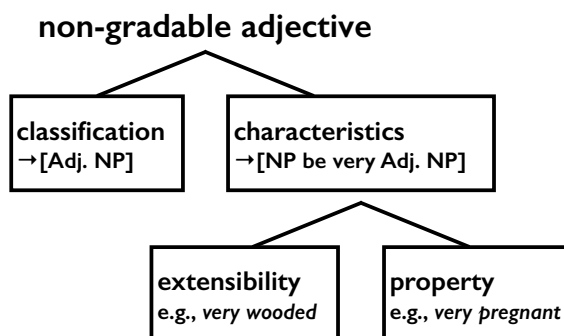 non-gradable adjective
classification
→[Adj. NP]
characteristics
→[NP be very Adj. NP]
extensibility
e.g., very wooded
property
e.g., very pregnant